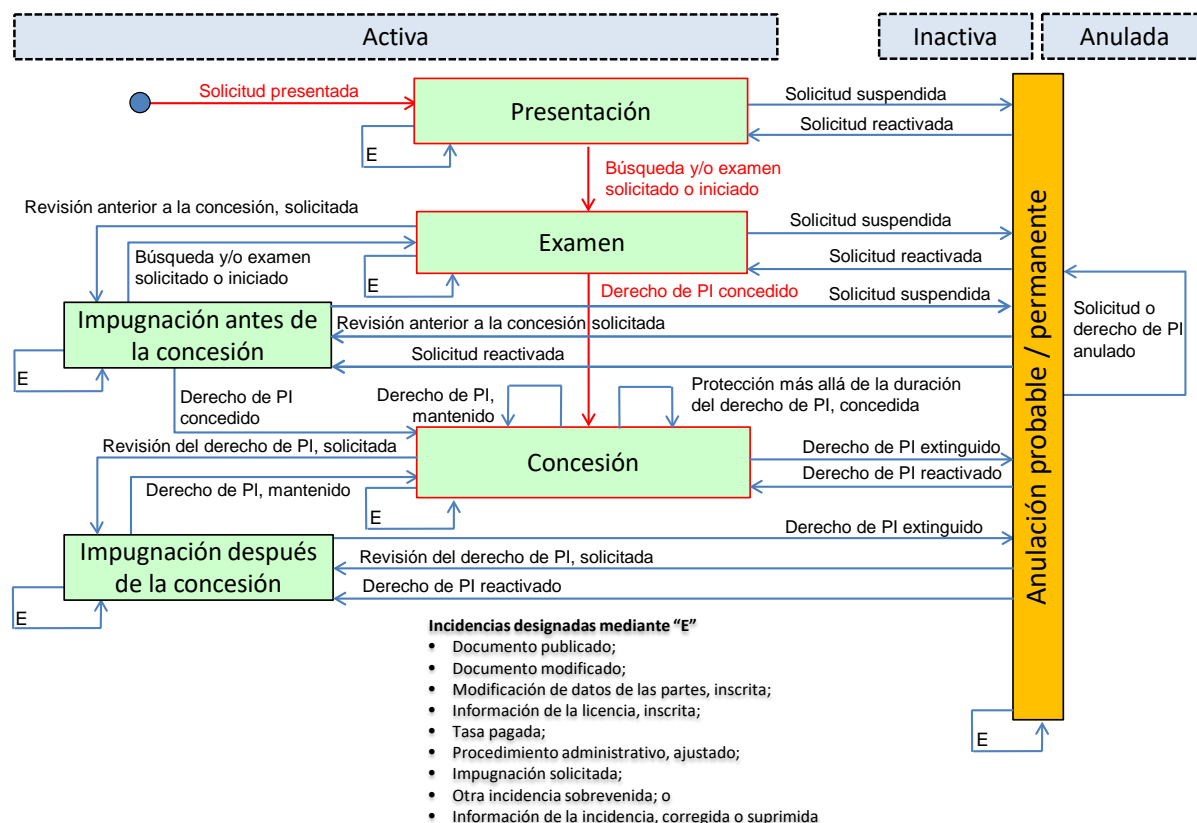 Activa
Inactiva
Anulada
Solicitud presentada
Presentación
Solicitud suspendida
Solicitud reactivada
E
Búsqueda y/o examen
solicitado o iniciado
Revisión anterior a la concesión, solicitada
Examen
Solicitud suspendida
Búsqueda y/o examen
solicitado o iniciado
E
Solicitud reactivada
Derecho de PI concedido
Solicitud suspendida
Impugnación antes de
la concesión
Revisión anterior a la concesión solicitada
Solicitud reactivada
E
Solicitud o
derecho de PI
anulado
Anulación probable / permanente
Derecho de PI
concedido
Derecho de PI,
mantenido
Protección más allá de la duración
del derecho de PI, concedida
Revisión del derecho de PI, solicitada
Concesión
Derecho de PI extinguido
Derecho de PI reactivado
Derecho de PI, mantenido
E
Derecho de PI extinguido
Impugnación después
de la concesión
Revisión del derecho de PI, solicitada
Derecho de PI reactivado
E
Incidencias designadas mediante “E”
• Documento publicado;
• Documento modificado;
• Modificación de datos de las partes, inscrita;
• Información de la licencia, inscrita;
• Tasa pagada;
• Procedimiento administrativo, ajustado;
• Impugnación solicitada;
• Otra incidencia sobrevenida; o
• Información de la incidencia, corregida o suprimida
E